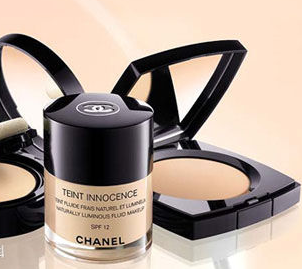 TEINT INNOCENCE
TEINT FLUIDE FRAIS NATUREL ET LUMINEUX
NATURALLY LUMINOUS FLUID MAKEUP
SPF 12
CHANEL